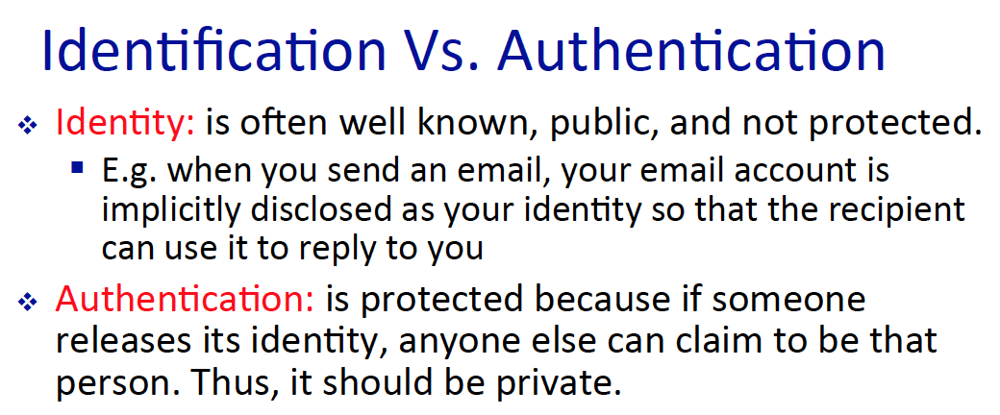 Identification Vs. Authentication
❖ Identity: is often well known, public, and not protected.
▪ E.g. when you send an email, your email account is
implicitly disclosed as your identity so that the recipient
can use it to reply to you
❖ Authentication: is protected because if someone
releases its identity, anyone else can claim to be that
person. Thus, it should be private.